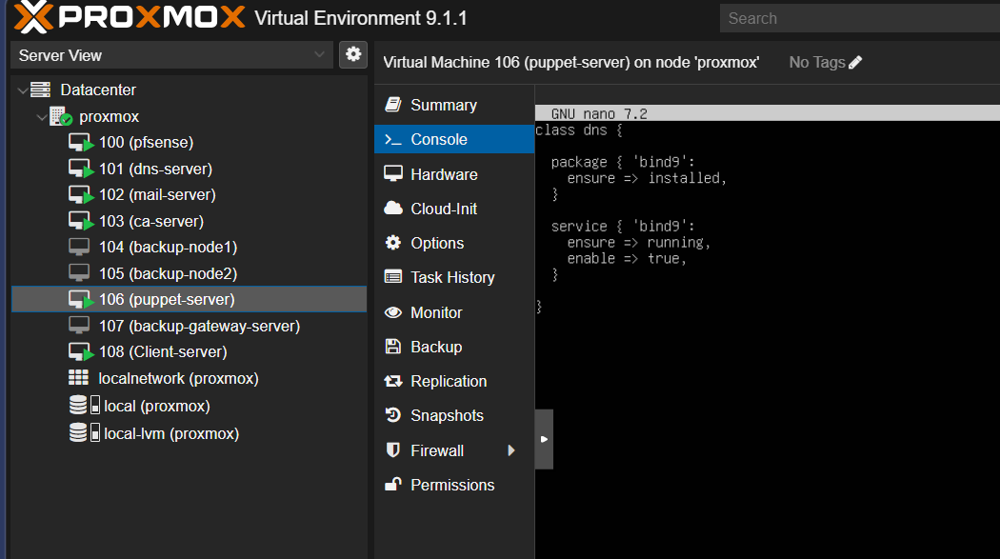 PROXMOX Virtual Environment 9.1.1
Search
Server View
Datacenter
proxmox
100 (pfsense)
101 (dns-server)
102 (mail-server)
103 (ca-server)
104 (backup-node1)
105 (backup-node2)
106 (puppet-server)
107 (backup-gateway-server)
108 (Client-server)
localnetwork (proxmox)
local (proxmox)
local-lvm (proxmox)
Virtual Machine 106 (puppet-server) on node 'proxmox'
No Tags
Summary
Console
Hardware
Cloud-Init
Options
Task History
Monitor
Backup
Replication
Snapshots
Firewall
Permissions
GNU nano 7.2
class dns {
package { 'bind9':
ensure => installed,
}
service { 'bind9':
ensure => running,
enable => true,
}
}